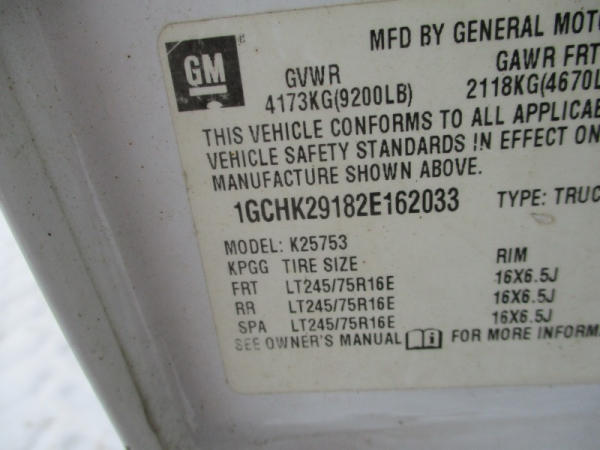 GM
MFD BY GENERAL MOTO
GVWR GAWR FRT
4173KG(9200LB) 2118KG(4670L
THIS VEHICLE CONFORMS TO ALL APPLICAB
VEHICLE SAFETY STANDARDS IN EFFECT ON
MANUFACTURE SHOWN ABOVE.
1GCHK29182E162033 TYPE: TRUC
MODEL: K25753
KPGG TIRE SIZE RIM
FRT LT245/75R16E 16X6.5J
RR LT245/75R16E 16X6.5J
SPA LT245/75R16E 16X6.5J
SEE OWNER'S MANUAL FOR MORE INFORM